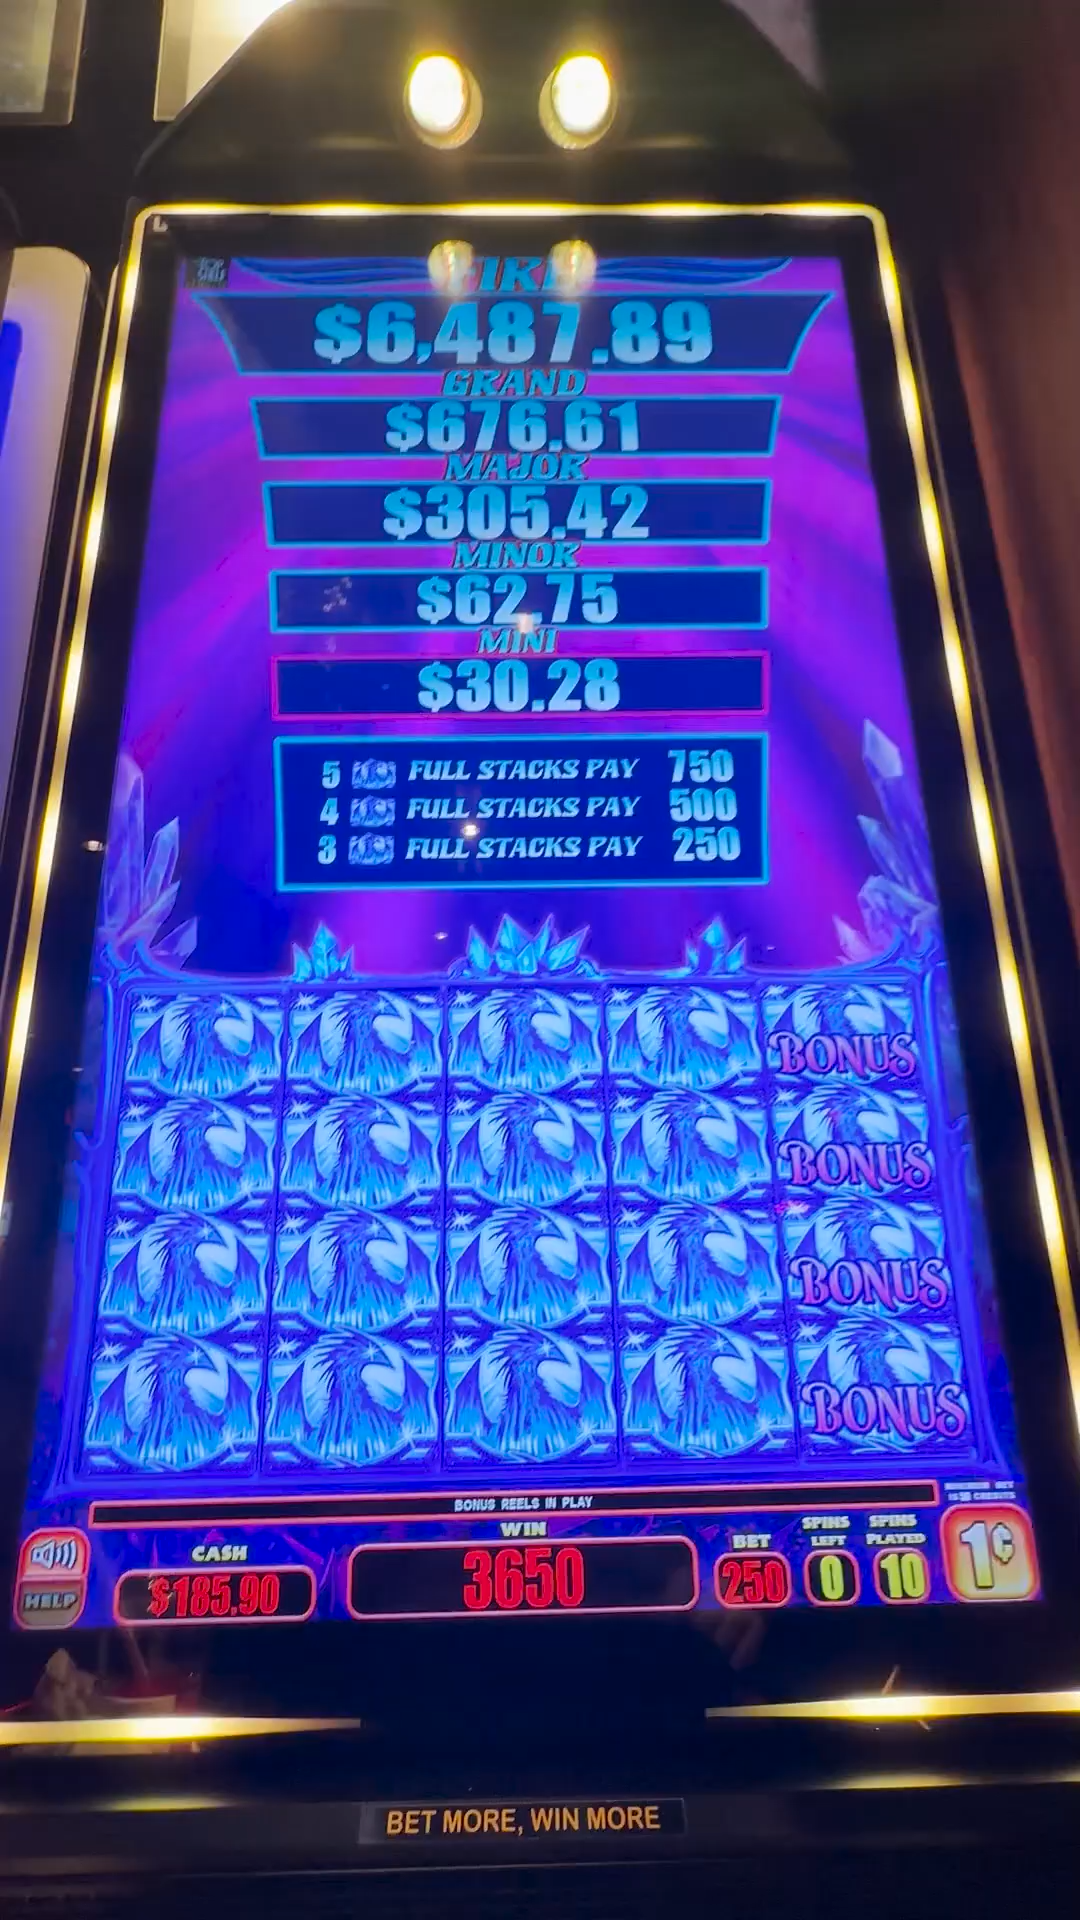 FIRE
$6,487.89
GRAND
$676.61
MAJOR
$305.42
MINOR
$62.75
MINI
$30.28
5 FULL STACKS PAY 750
4 FULL STACKS PAY 500
3 FULL STACKS PAY 250
BONUS
BONUS
BONUS
BONUS
BONUS REELS IN PLAY
HELP
CASH
$185.90
WIN
3650
BET
250
SPINS LEFT
0
SPINS PLAYED
10
1¢
BET MORE, WIN MORE